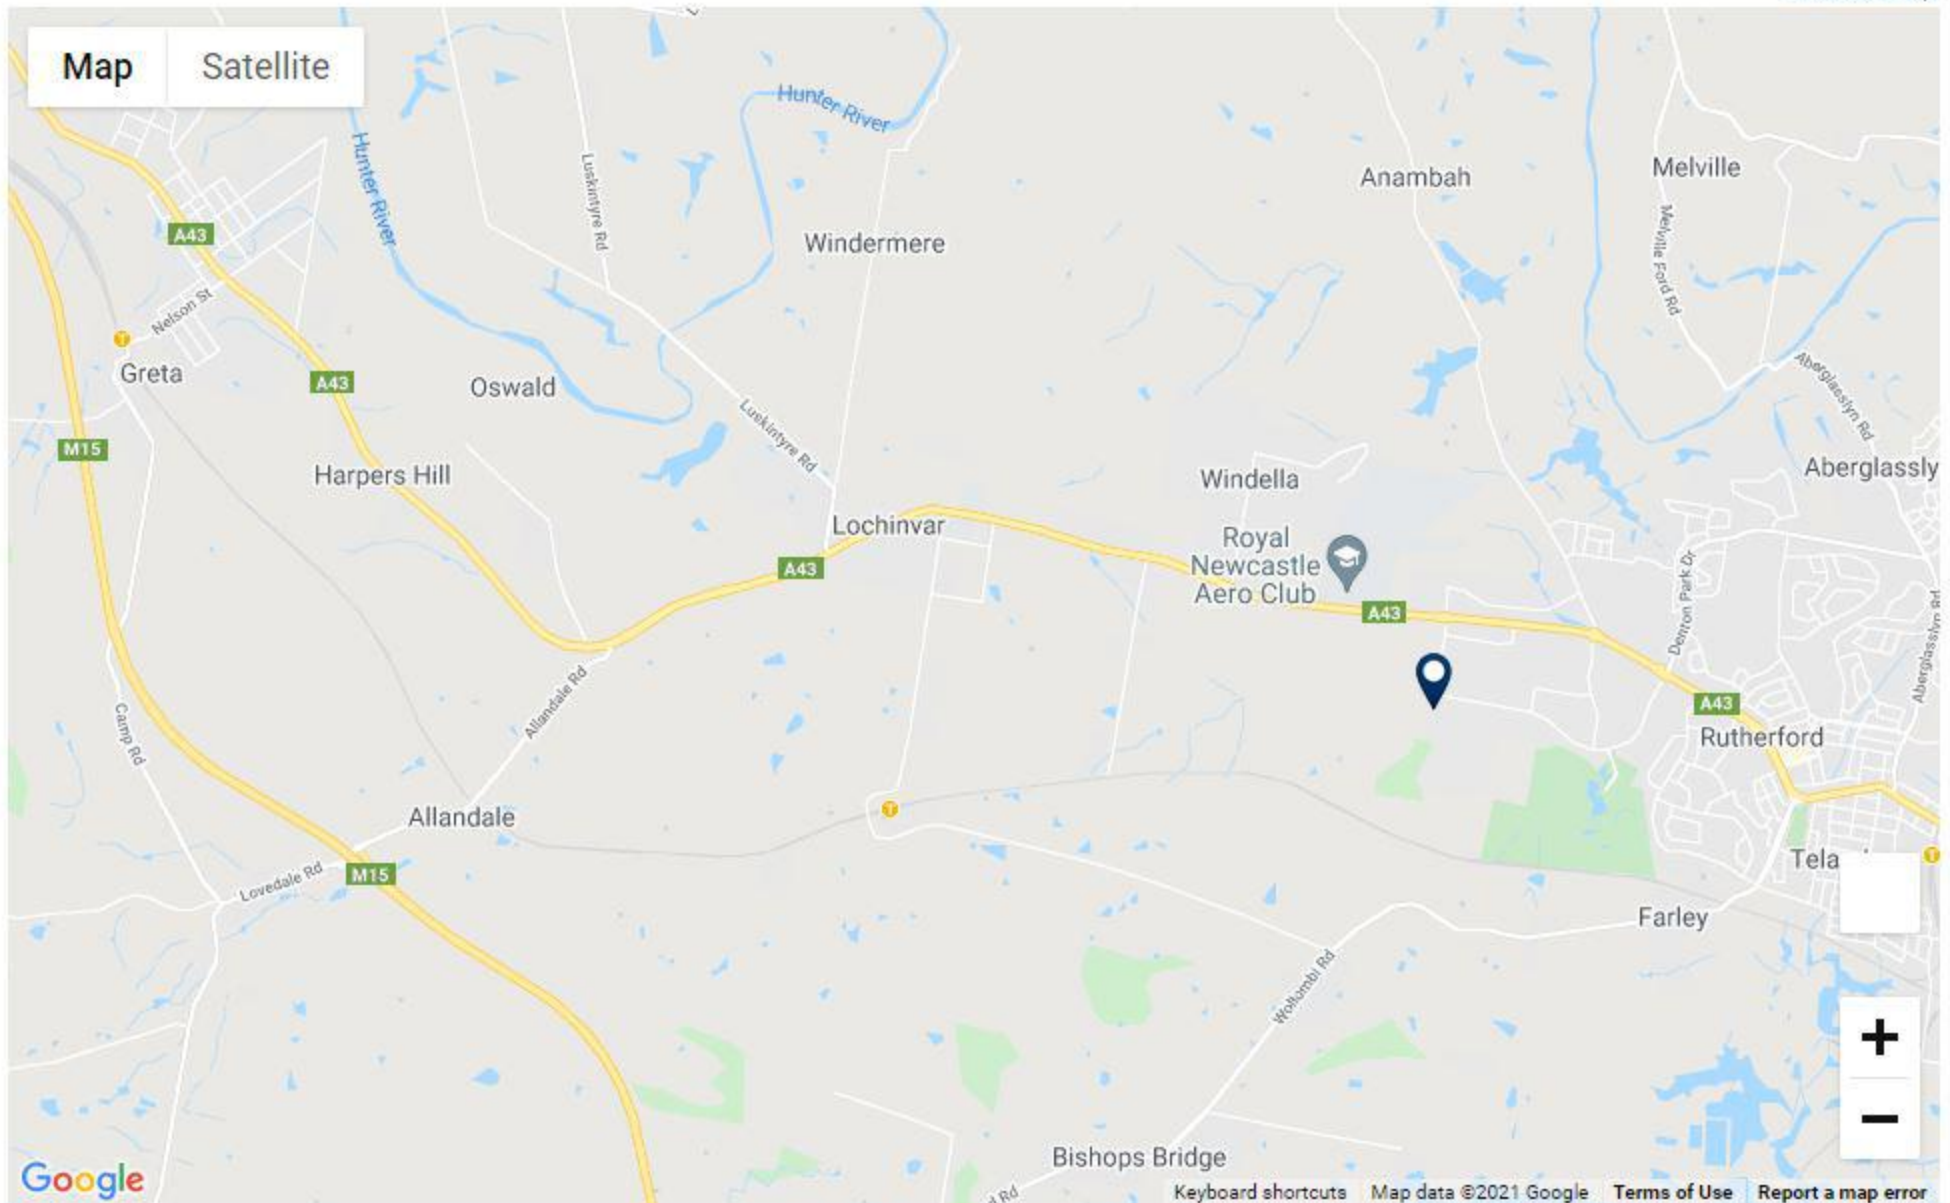 Map
Satellite
Hunter River
Hunter River
Luskintyre Rd
Melville
Anambah
Melville Ford Rd
A43
Windermere
Nelson St
Greta
A43
Oswald
Luskintyre Rd
Aberglasslyn Rd
M15
Harpers Hill
Windella
Aberglassly
Lochinvar
Royal
Newcastle
Aero Club
A43
A43
Denton Park Dr
Aberglasslyn Rd
Allandale Rd
Camp Rd
A43
Rutherford
Allandale
Lovedale Rd
M15
Tela
Farley
Wollombi Rd
Bishops Bridge
Rd
Google
Keyboard shortcuts
Map data ©2021 Google
Terms of Use
Report a map error